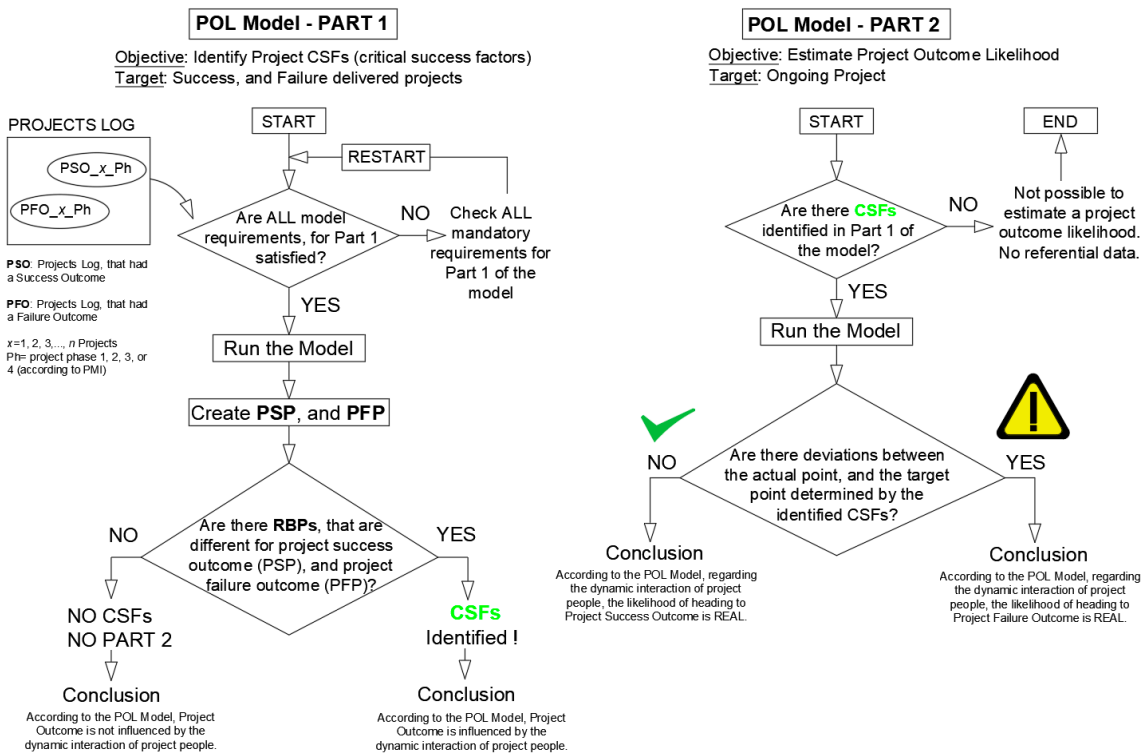 POL Model - PART 1
Objective: Identify Project CSFs (critical success factors)
Target: Success, and Failure delivered projects
PROJECTS LOG
PSO_x_Ph
PFO_x_Ph
PSO: Projects Log, that had
a Success Outcome
PFO: Projects Log, that had
a Failure Outcome
x=1, 2, 3,..., n Projects
Ph= project phase 1, 2, 3, or
4 (according to PMI)
START
RESTART
Are ALL model
requirements, for Part 1
satisfied?
NO
Check ALL
mandatory
requirements for
Part 1 of the
model
YES
Run the Model
Create PSP, and PFP
Are there RBPs, that are
different for project success
outcome (PSP), and project
failure outcome (PFP)?
NO
YES
NO CSFs
NO PART 2
Conclusion
According to the POL Model, Project
Outcome is not influenced by the
dynamic interaction of project people.
CSFs
Identified !
Conclusion
According to the POL Model, Project
Outcome is influenced by the
dynamic interaction of project people.
POL Model - PART 2
Objective: Estimate Project Outcome Likelihood
Target: Ongoing Project
START
END
Are there CSFs
identified in Part 1 of
the model?
NO
Not possible to
estimate a project
outcome likelihood.
No referential data.
YES
Run the Model
Are there deviations between
the actual point, and the target
point determined by the
identified CSFs?
NO
YES
Conclusion
According to the POL Model, regarding
the dynamic interaction of project
people, the likelihood of heading to
Project Success Outcome is REAL.
Conclusion
According to the POL Model, regarding
the dynamic interaction of project
people, the likelihood of heading to
Project Failure Outcome is REAL.